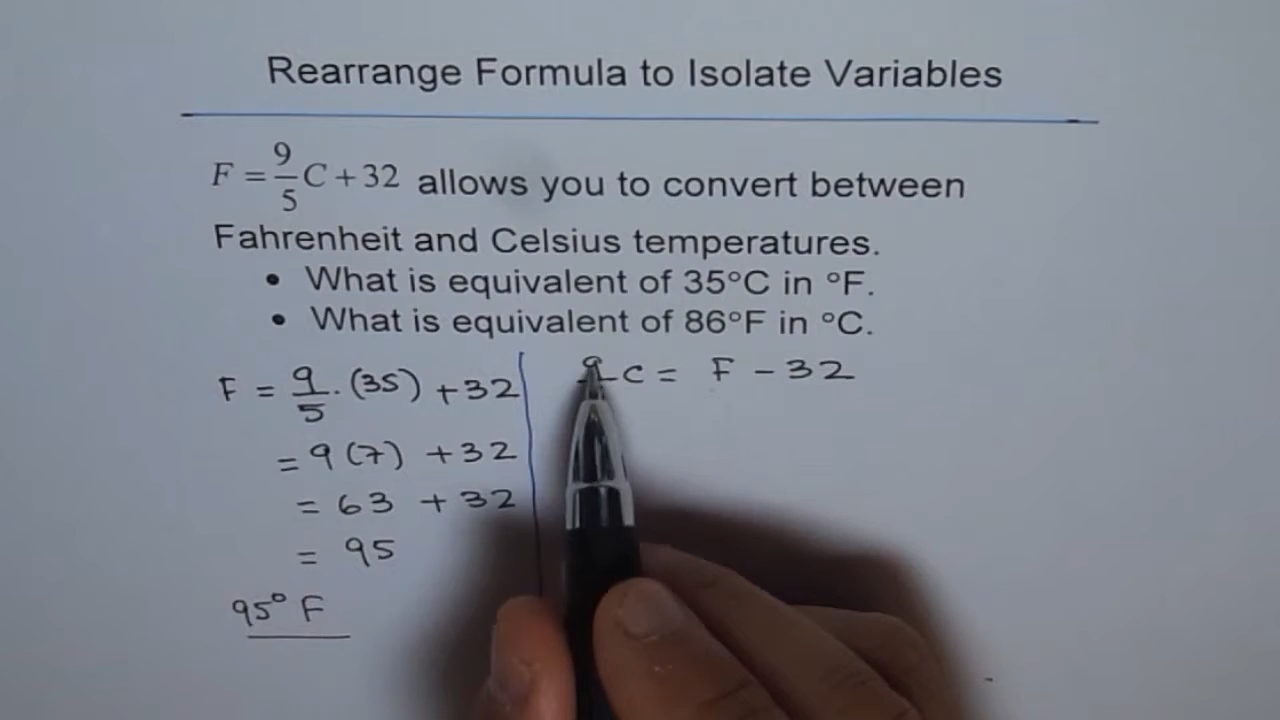 Rearrange Formula to Isolate Variables
F = 9/5 C + 32 allows you to convert between
Fahrenheit and Celsius temperatures.
• What is equivalent of 35°C in °F.
• What is equivalent of 86°F in °C.
F = 9/5 · (35) + 32
= 9 (7) + 32
= 63 + 32
= 95
95° F
C = F - 32